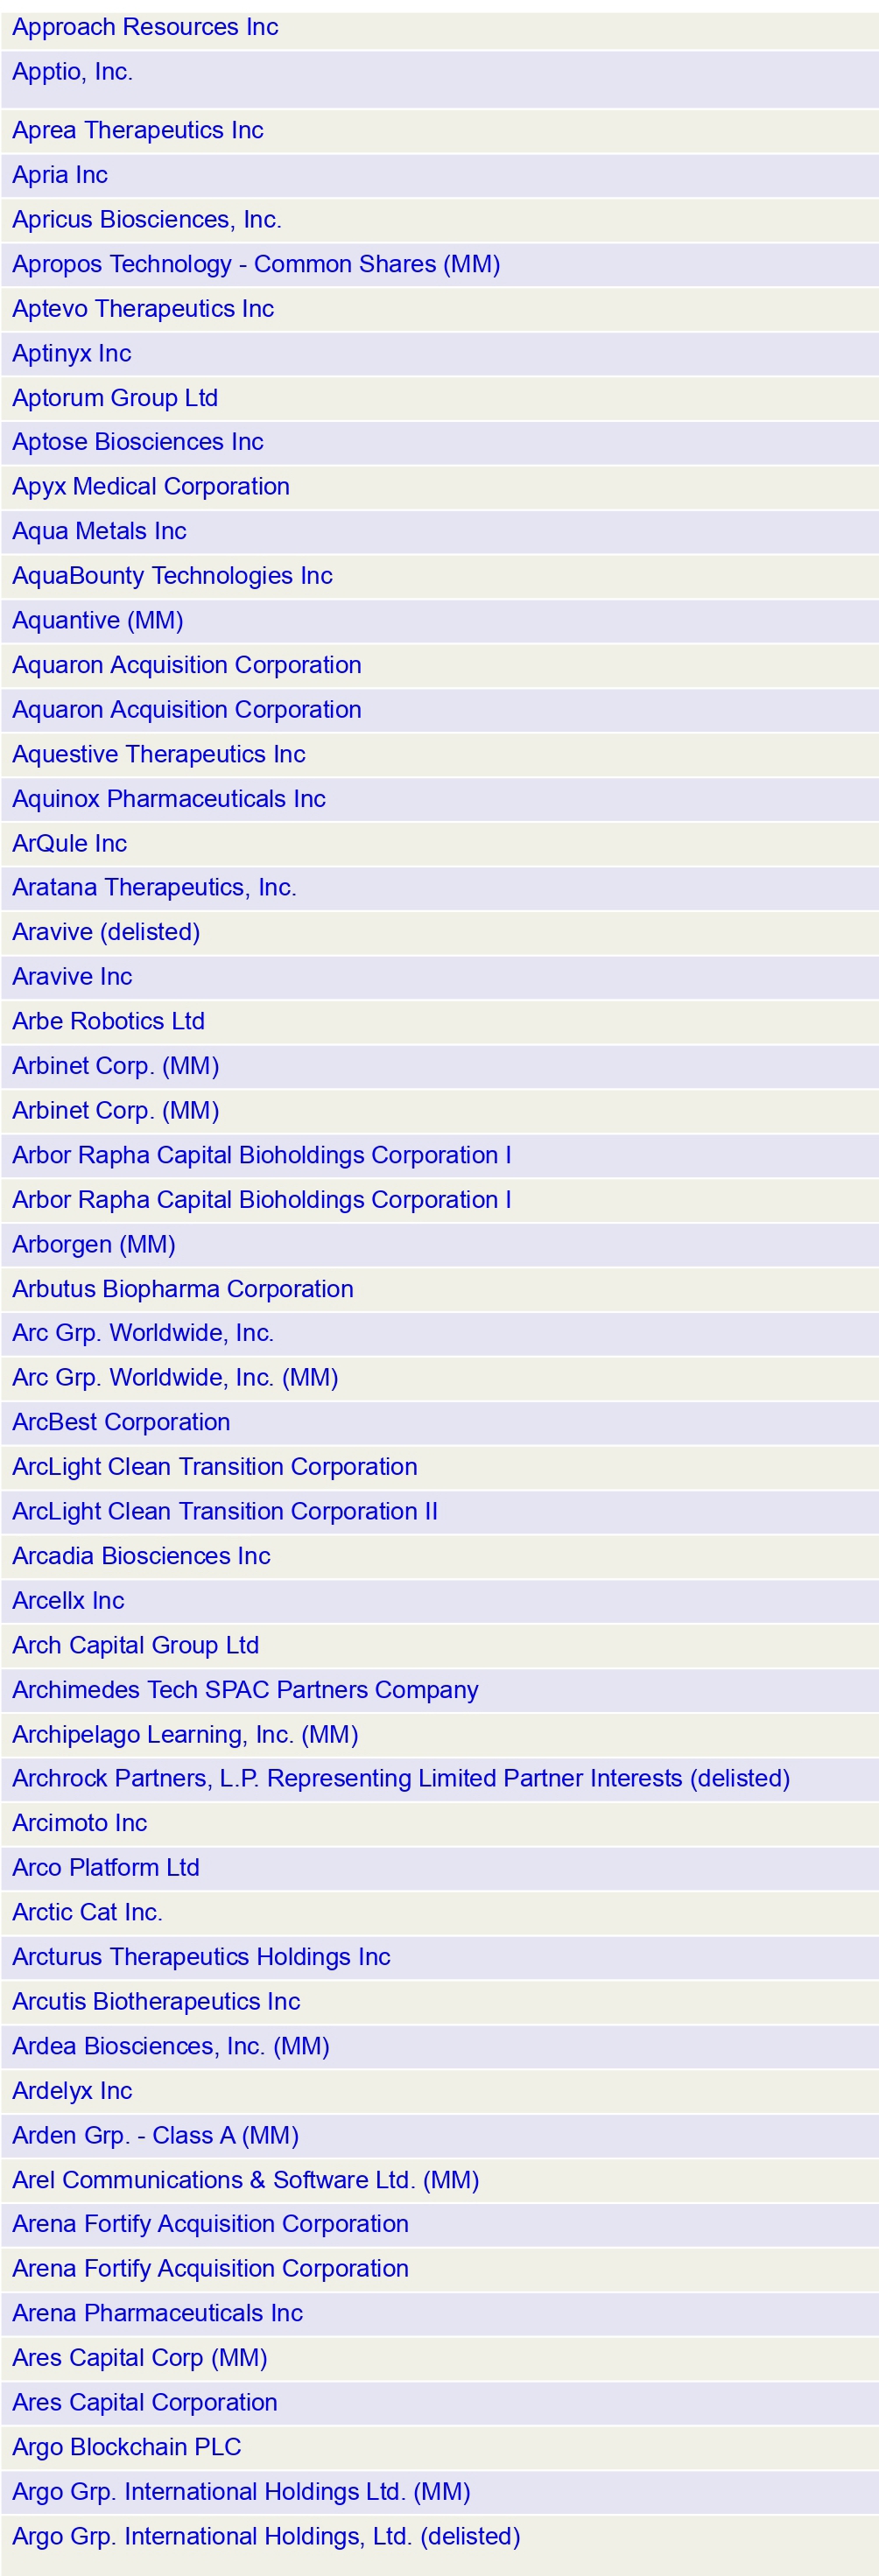 Approach Resources Inc
Apptio, Inc.
Aprea Therapeutics Inc
Apria Inc
Apricus Biosciences, Inc.
Apropos Technology - Common Shares (MM)
Aptevo Therapeutics Inc
Aptinyx Inc
Aptorum Group Ltd
Aptose Biosciences Inc
Apyx Medical Corporation
Aqua Metals Inc
AquaBounty Technologies Inc
Aquantive (MM)
Aquaron Acquisition Corporation
Aquaron Acquisition Corporation
Aquestive Therapeutics Inc
Aquinox Pharmaceuticals Inc
ArQule Inc
Aratana Therapeutics, Inc.
Aravive (delisted)
Aravive Inc
Arbe Robotics Ltd
Arbinet Corp. (MM)
Arbinet Corp. (MM)
Arbor Rapha Capital Bioholdings Corporation I
Arbor Rapha Capital Bioholdings Corporation I
Arborgen (MM)
Arbutus Biopharma Corporation
Arc Grp. Worldwide, Inc.
Arc Grp. Worldwide, Inc. (MM)
ArcBest Corporation
ArcLight Clean Transition Corporation
ArcLight Clean Transition Corporation II
Arcadia Biosciences Inc
Arcellx Inc
Arch Capital Group Ltd
Archimedes Tech SPAC Partners Company
Archipelago Learning, Inc. (MM)
Archrock Partners, L.P. Representing Limited Partner Interests (delisted)
Arcimoto Inc
Arco Platform Ltd
Arctic Cat Inc.
Arcturus Therapeutics Holdings Inc
Arcutis Biotherapeutics Inc
Ardea Biosciences, Inc. (MM)
Ardelyx Inc
Arden Grp. - Class A (MM)
Arel Communications & Software Ltd. (MM)
Arena Fortify Acquisition Corporation
Arena Fortify Acquisition Corporation
Arena Pharmaceuticals Inc
Ares Capital Corp (MM)
Ares Capital Corporation
Argo Blockchain PLC
Argo Grp. International Holdings Ltd. (MM)
Argo Grp. International Holdings, Ltd. (delisted)